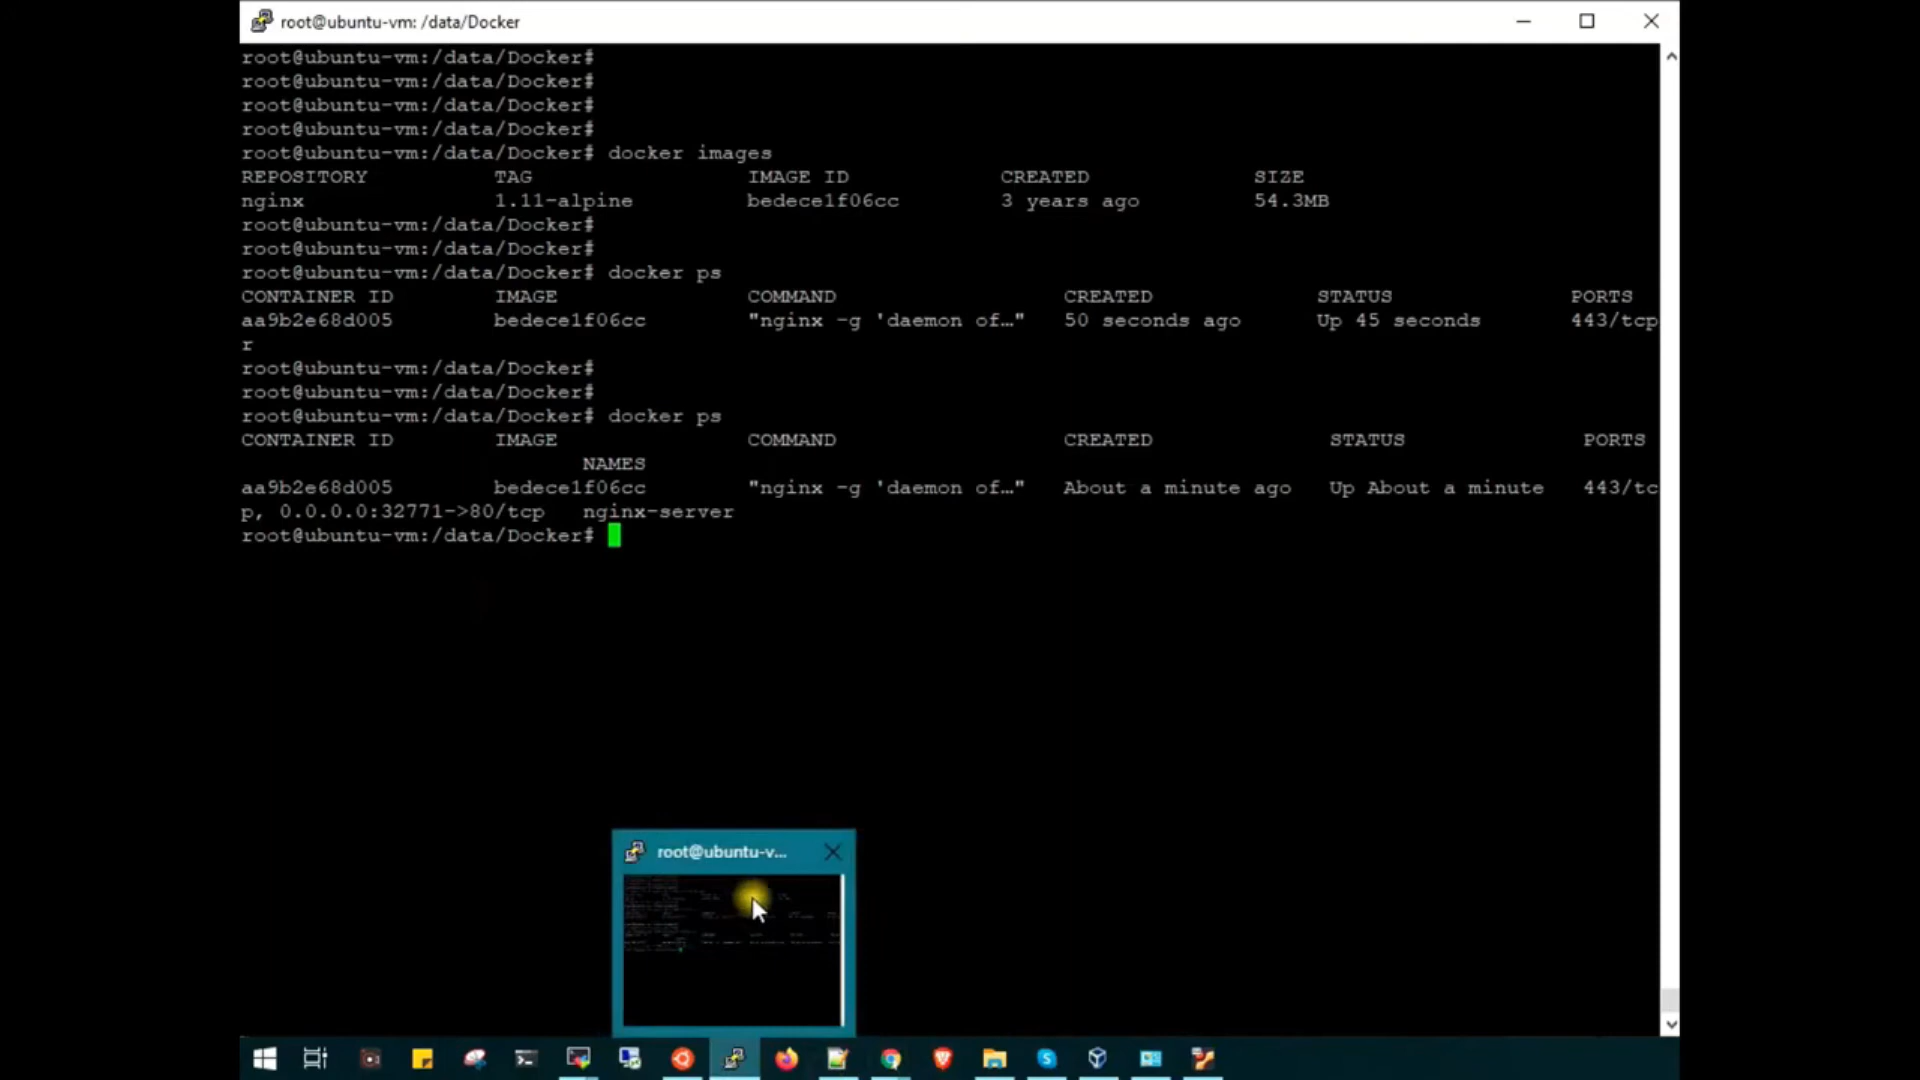 root@ubuntu-vm: /data/Docker
root@ubuntu-vm:/data/Docker#
root@ubuntu-vm:/data/Docker#
root@ubuntu-vm:/data/Docker#
root@ubuntu-vm:/data/Docker#
root@ubuntu-vm:/data/Docker# docker images
REPOSITORY TAG IMAGE ID CREATED SIZE
nginx 1.11-alpine bedece1f06cc 3 years ago 54.3MB
root@ubuntu-vm:/data/Docker#
root@ubuntu-vm:/data/Docker#
root@ubuntu-vm:/data/Docker# docker ps
CONTAINER ID IMAGE COMMAND CREATED STATUS PORTS
aa9b2e68d005 bedece1f06cc "nginx -g 'daemon of…" 50 seconds ago Up 45 seconds 443/tcp
r
root@ubuntu-vm:/data/Docker#
root@ubuntu-vm:/data/Docker#
root@ubuntu-vm:/data/Docker# docker ps
CONTAINER ID IMAGE COMMAND CREATED STATUS PORTS
NAMES
aa9b2e68d005 bedece1f06cc "nginx -g 'daemon of…" About a minute ago Up About a minute 443/tc
p, 0.0.0.0:32771->80/tcp nginx-server
root@ubuntu-vm:/data/Docker#
root@ubuntu-v...